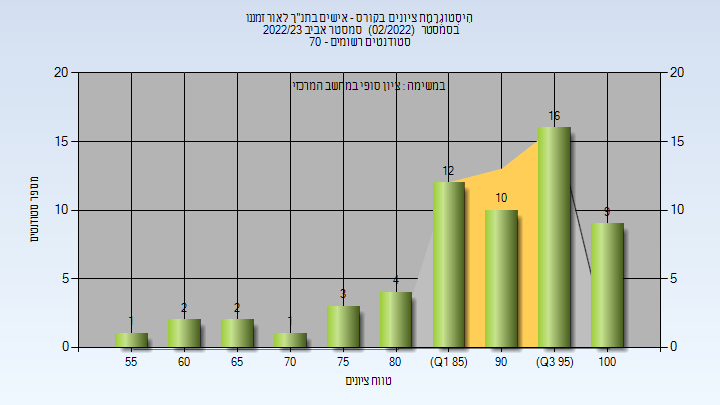 היסטוגרמת ציונים בקורס - אישים בתנ"ך לאור זמננו
בסמסטר (02/2022) סמסטר אביב 2022/23
סטודנטים רשומים - 70
במשימה : ציון סופי במחשב המרכזי
20 20
15 15
10 10
5 5
0 0
מספר סטודנטים
1 2 2 1 3 4 12 10 16 9
55 60 65 70 75 80 (Q1 85) 90 (Q3 95) 100
טווח ציונים